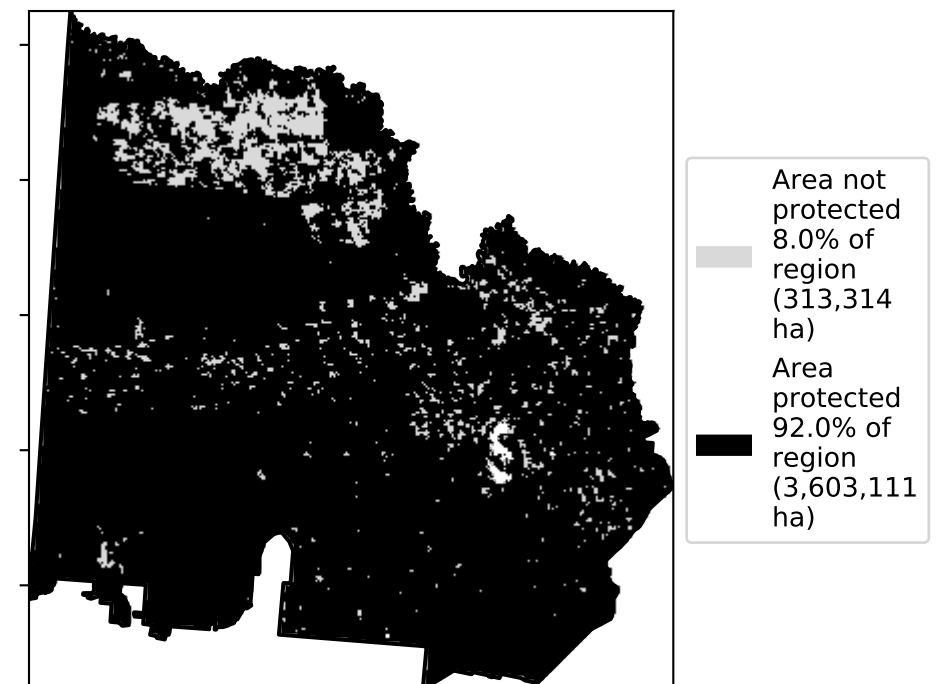 Area not
protected
8.0% of
region
(313,314
ha)
Area
protected
92.0% of
region
(3,603,111
ha)